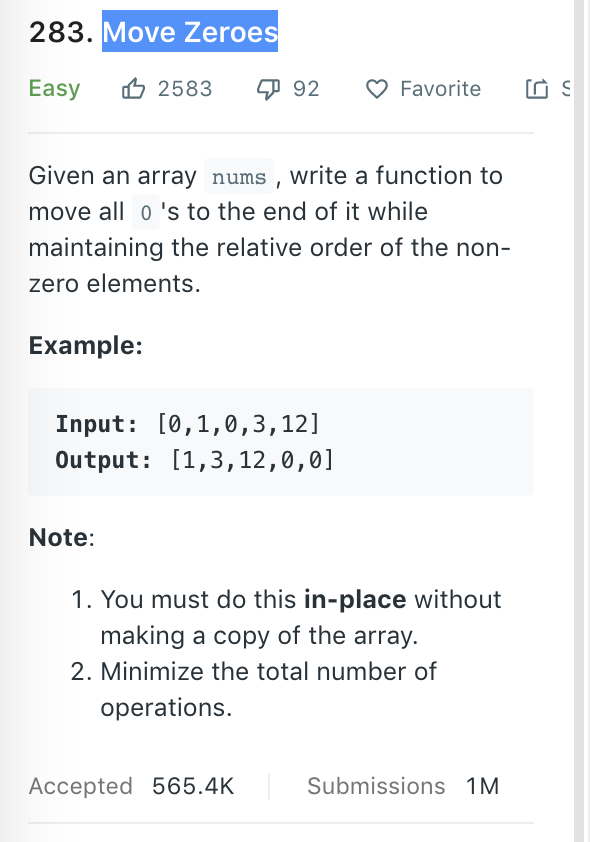 283. Move Zeroes
Easy 2583 92 Favorite S
Given an array nums , write a function to
move all 0 's to the end of it while
maintaining the relative order of the non-
zero elements.
Example:
Input: [0,1,0,3,12]
Output: [1,3,12,0,0]
Note:
1. You must do this in-place without
making a copy of the array.
2. Minimize the total number of
operations.
Accepted 565.4K Submissions 1M